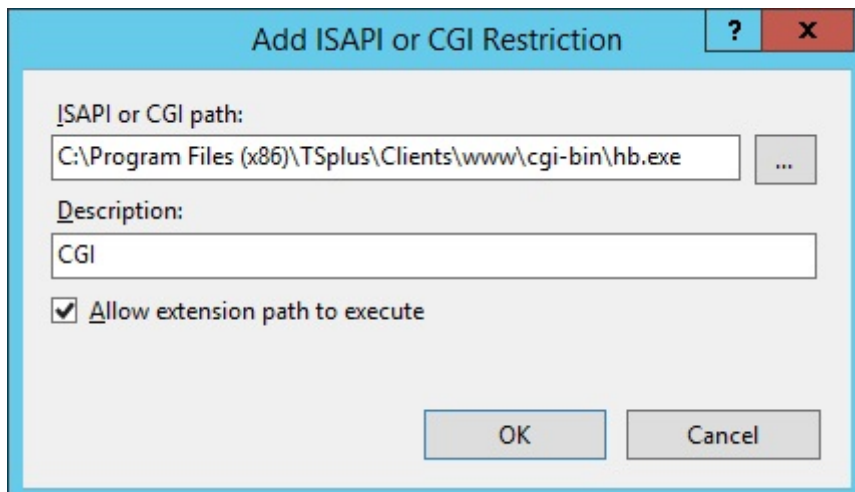 Add ISAPI or CGI Restriction
?
x
ISAPI or CGI path:
C:\Program Files (x86)\TSplus\Clients\www\cgi-bin\hb.exe
...
Description:
CGI
Allow extension path to execute
OK
Cancel